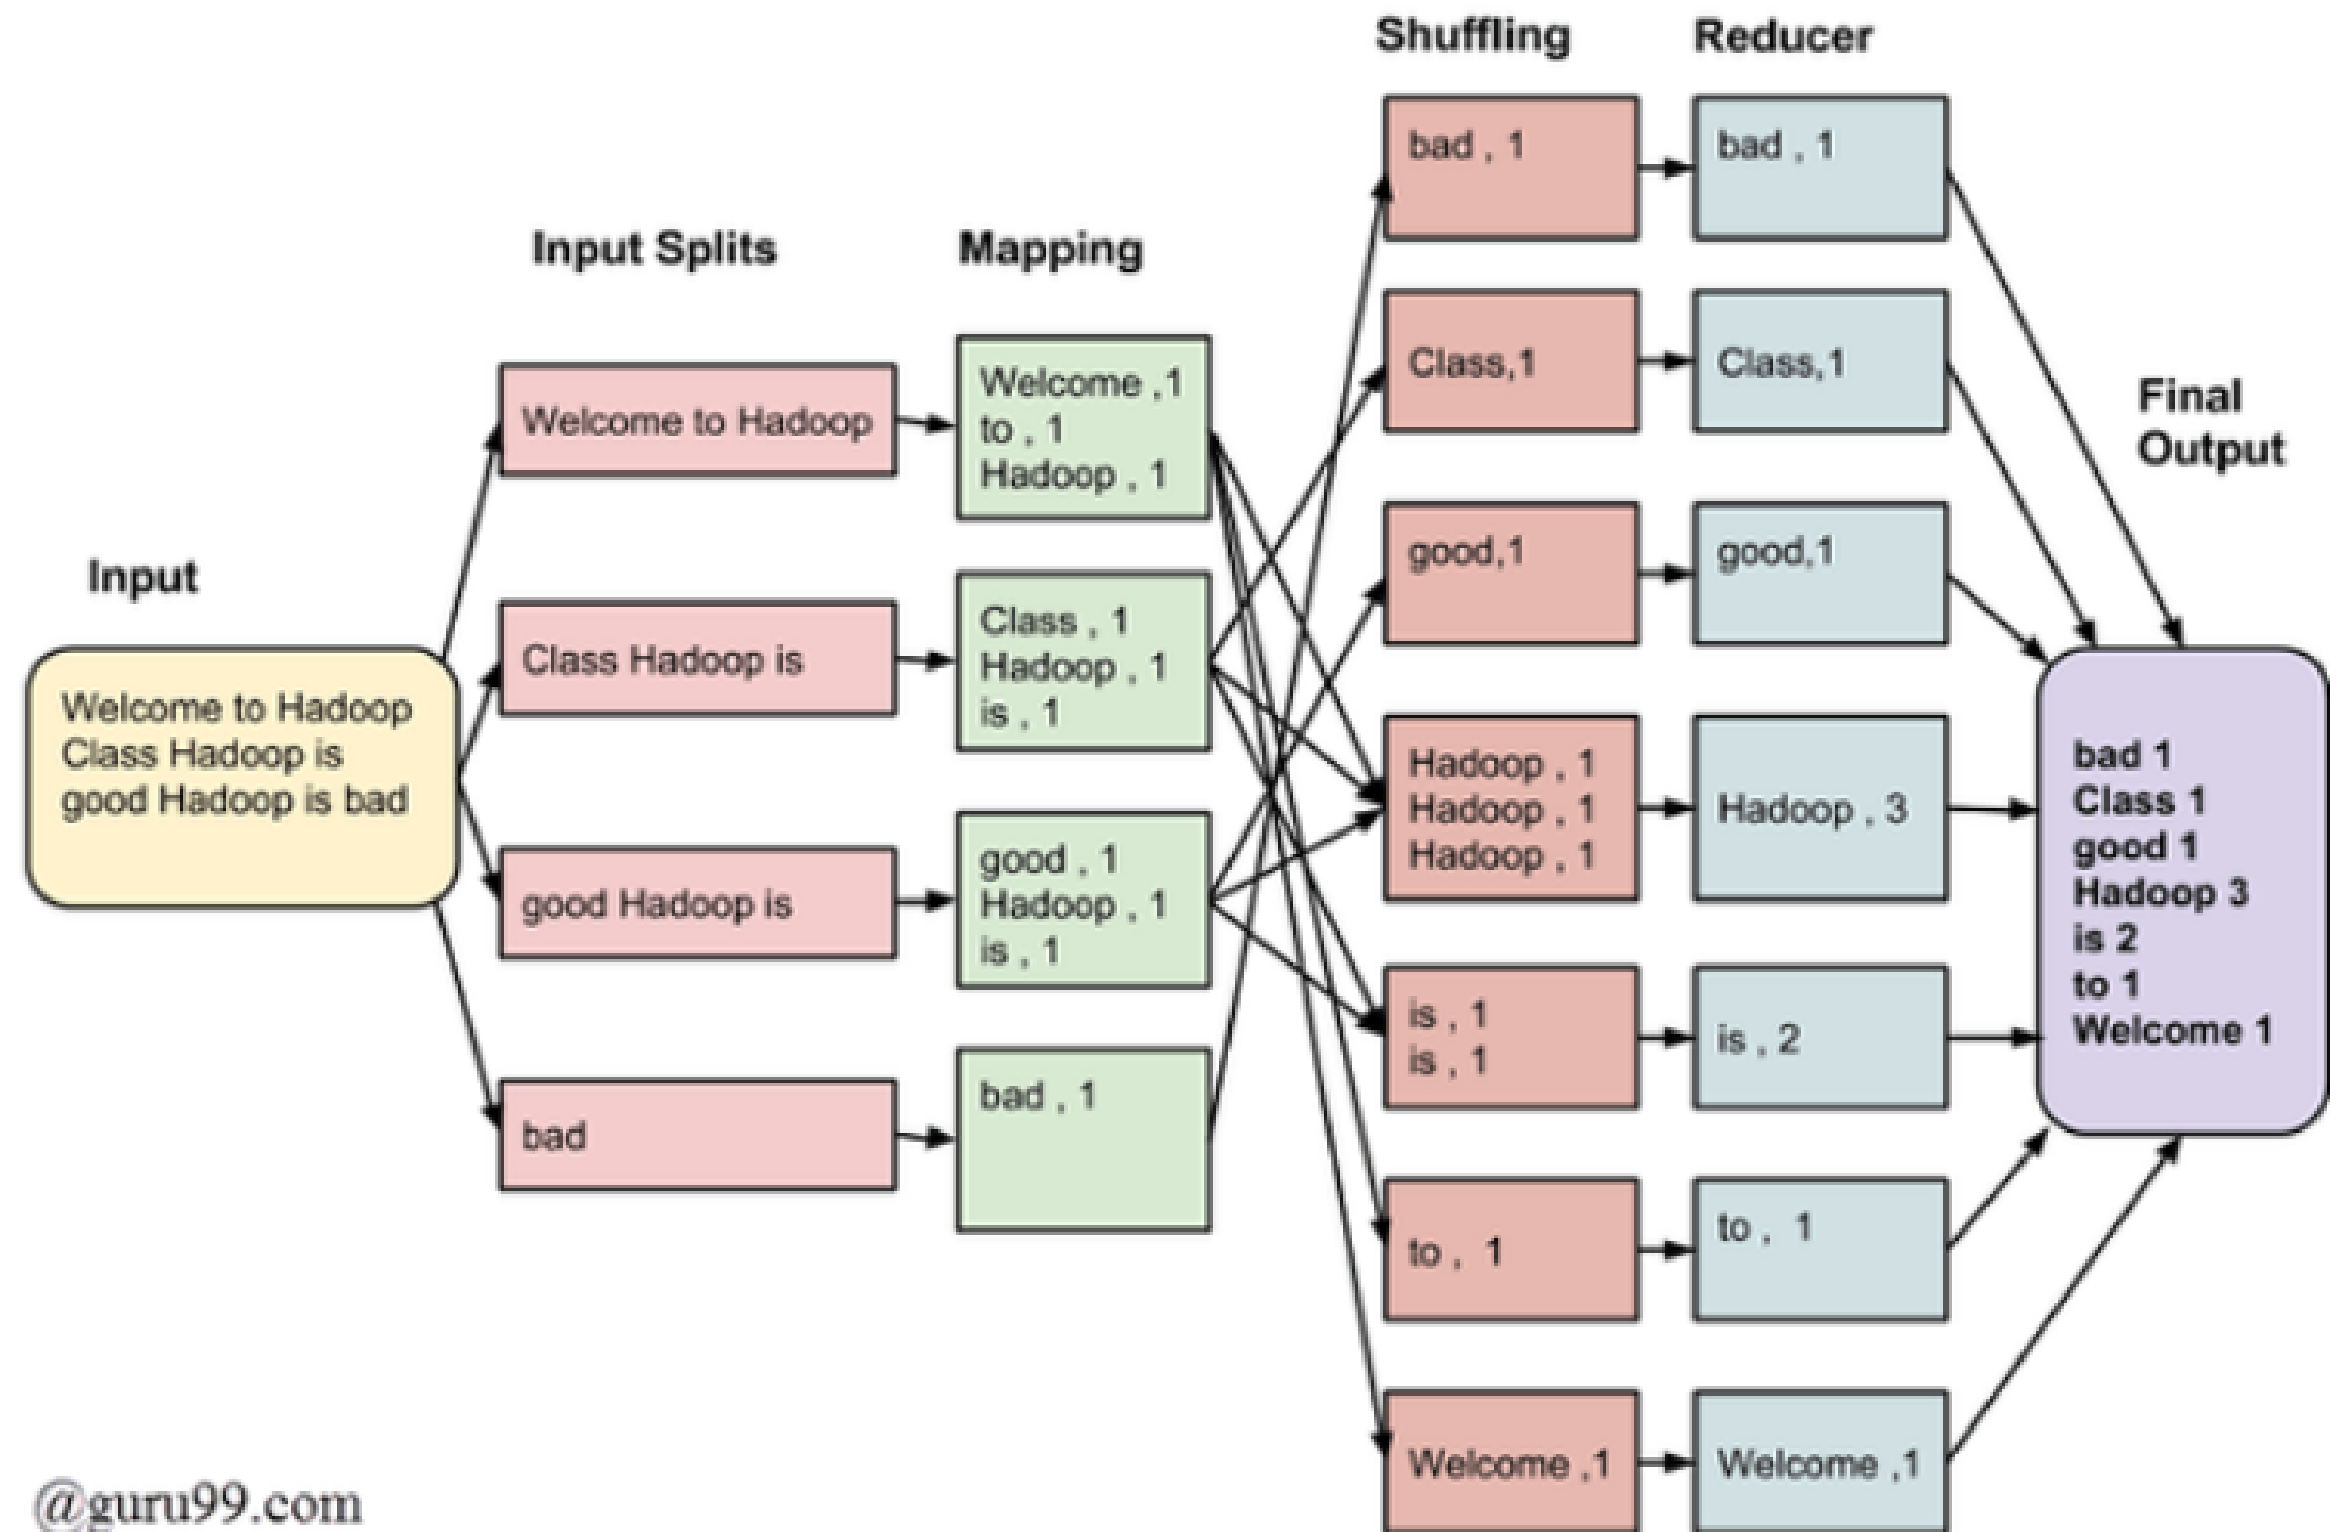 Input
Welcome to Hadoop
Class Hadoop is
good Hadoop is bad
Input Splits
Welcome to Hadoop
Class Hadoop is
good Hadoop is
bad
Mapping
Welcome ,1
to , 1
Hadoop , 1
Class , 1
Hadoop , 1
is , 1
good , 1
Hadoop , 1
is , 1
bad , 1
Shuffling
bad , 1
Class,1
good,1
Hadoop , 1
Hadoop , 1
Hadoop , 1
is , 1
is , 1
to , 1
Welcome ,1
Reducer
bad , 1
Class,1
good,1
Hadoop , 3
is , 2
to , 1
Welcome ,1
Final
Output
bad 1
Class 1
good 1
Hadoop 3
is 2
to 1
Welcome 1
@guru99.com